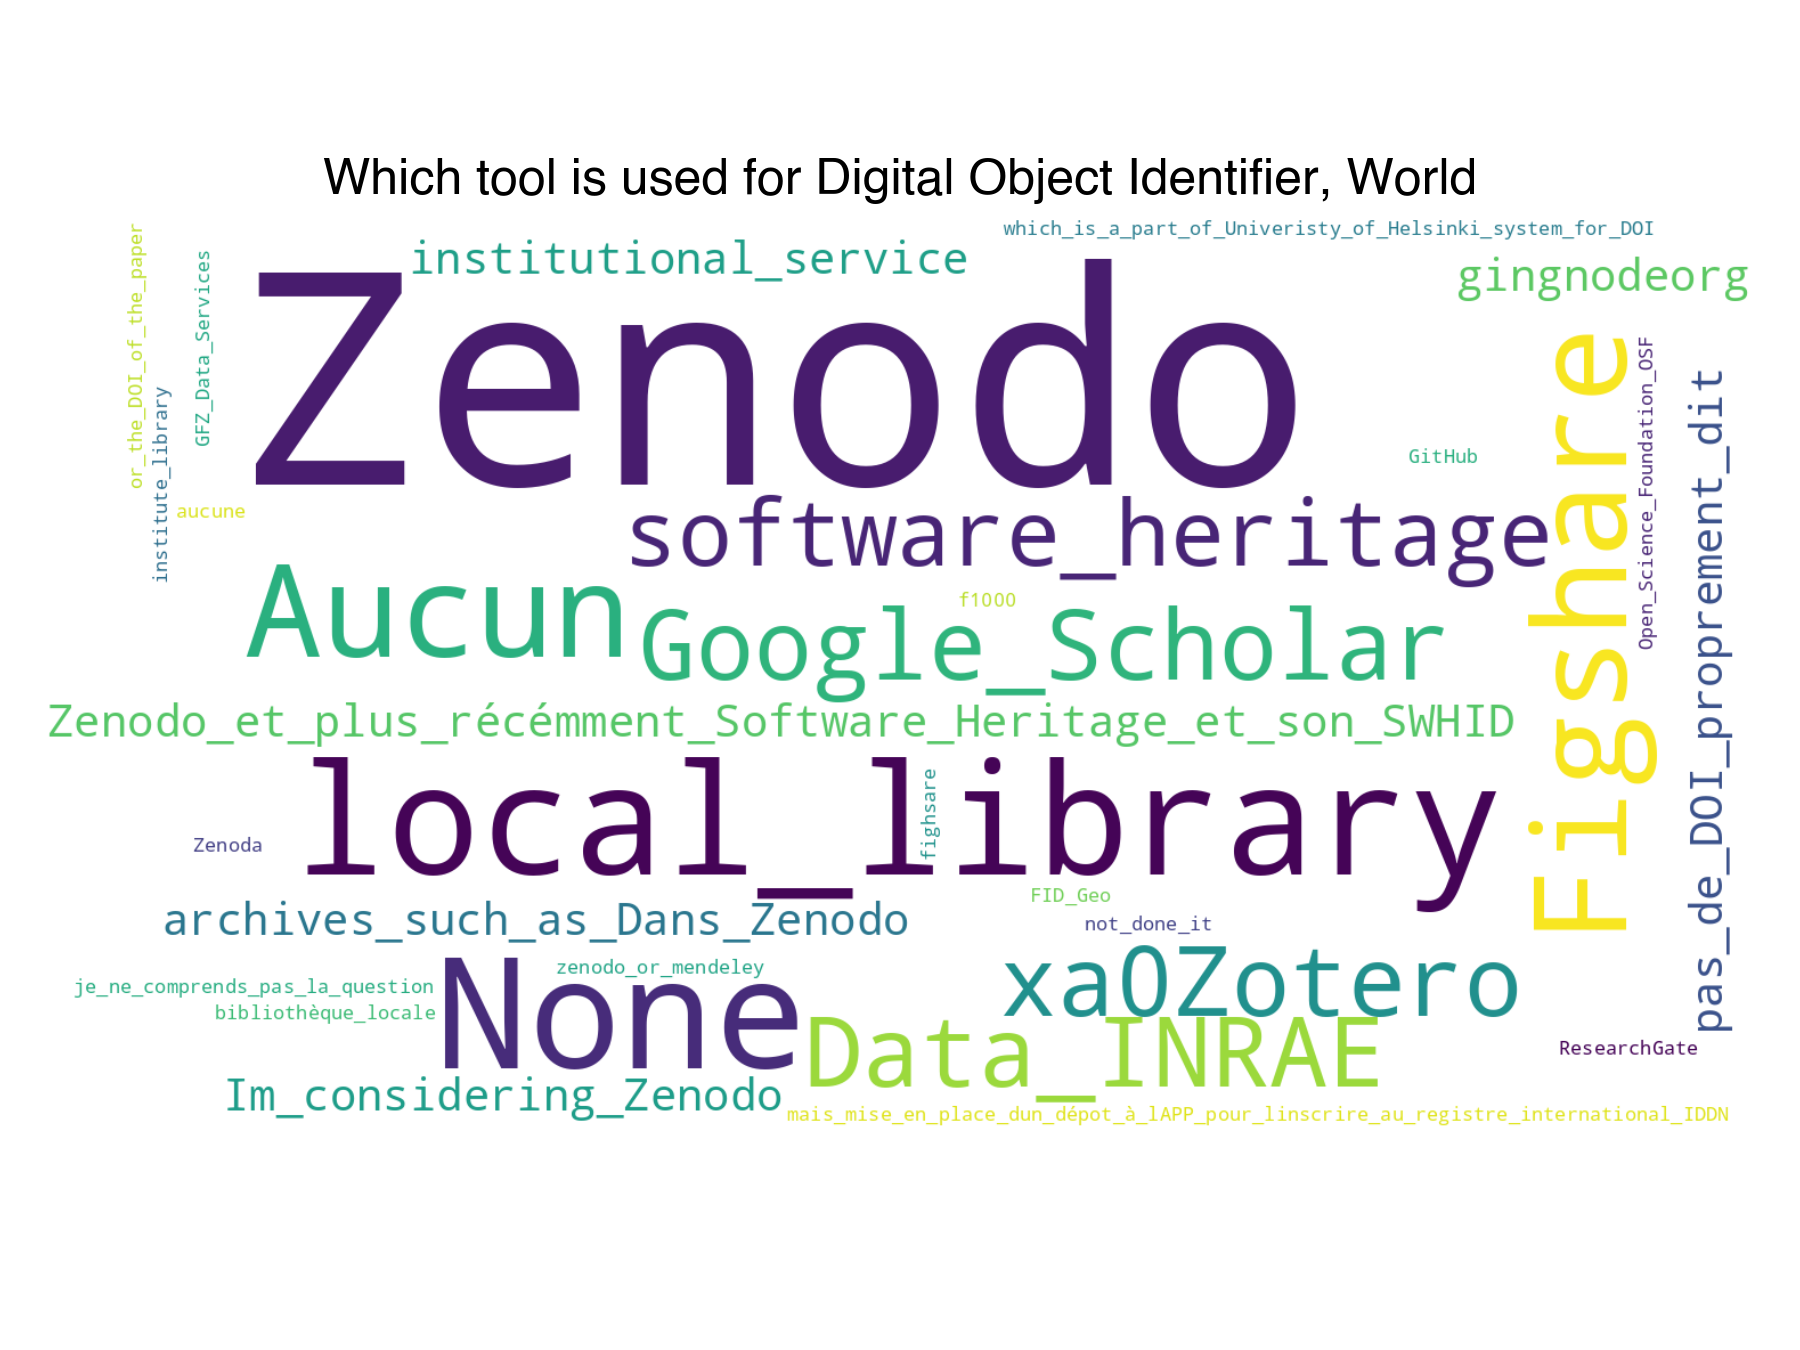 Which tool is used for Digital Object Identifier, World
which_is_a_part_of_Univeristy_of_Helsinki_system_for_DOI
institutional_service
gingnodeorg
or_the_DOI_of_the_paper
GFZ_Data_Services
Zenodo
institute_library
aucune
GitHub
Figshare
Open_Science_Foundation_OSF
pas_de_DOI_proprement_dit
software_heritage
Aucun
f1000
Google_Scholar
Zenodo_et_plus_récémment_Software_Heritage_et_son_SWHID
local_library
fighsare
Zenoda
FID_Geo
archives_such_as_Dans_Zenodo
not_done_it
zenodo_or_mendeley
je_ne_comprends_pas_la_question
bibliothèque_locale
None
xa0Zotero
Data_INRAE
ResearchGate
Im_considering_Zenodo
mais_mise_en_place_dun_dépot_à_lAPP_pour_linscrire_au_registre_international_IDDN